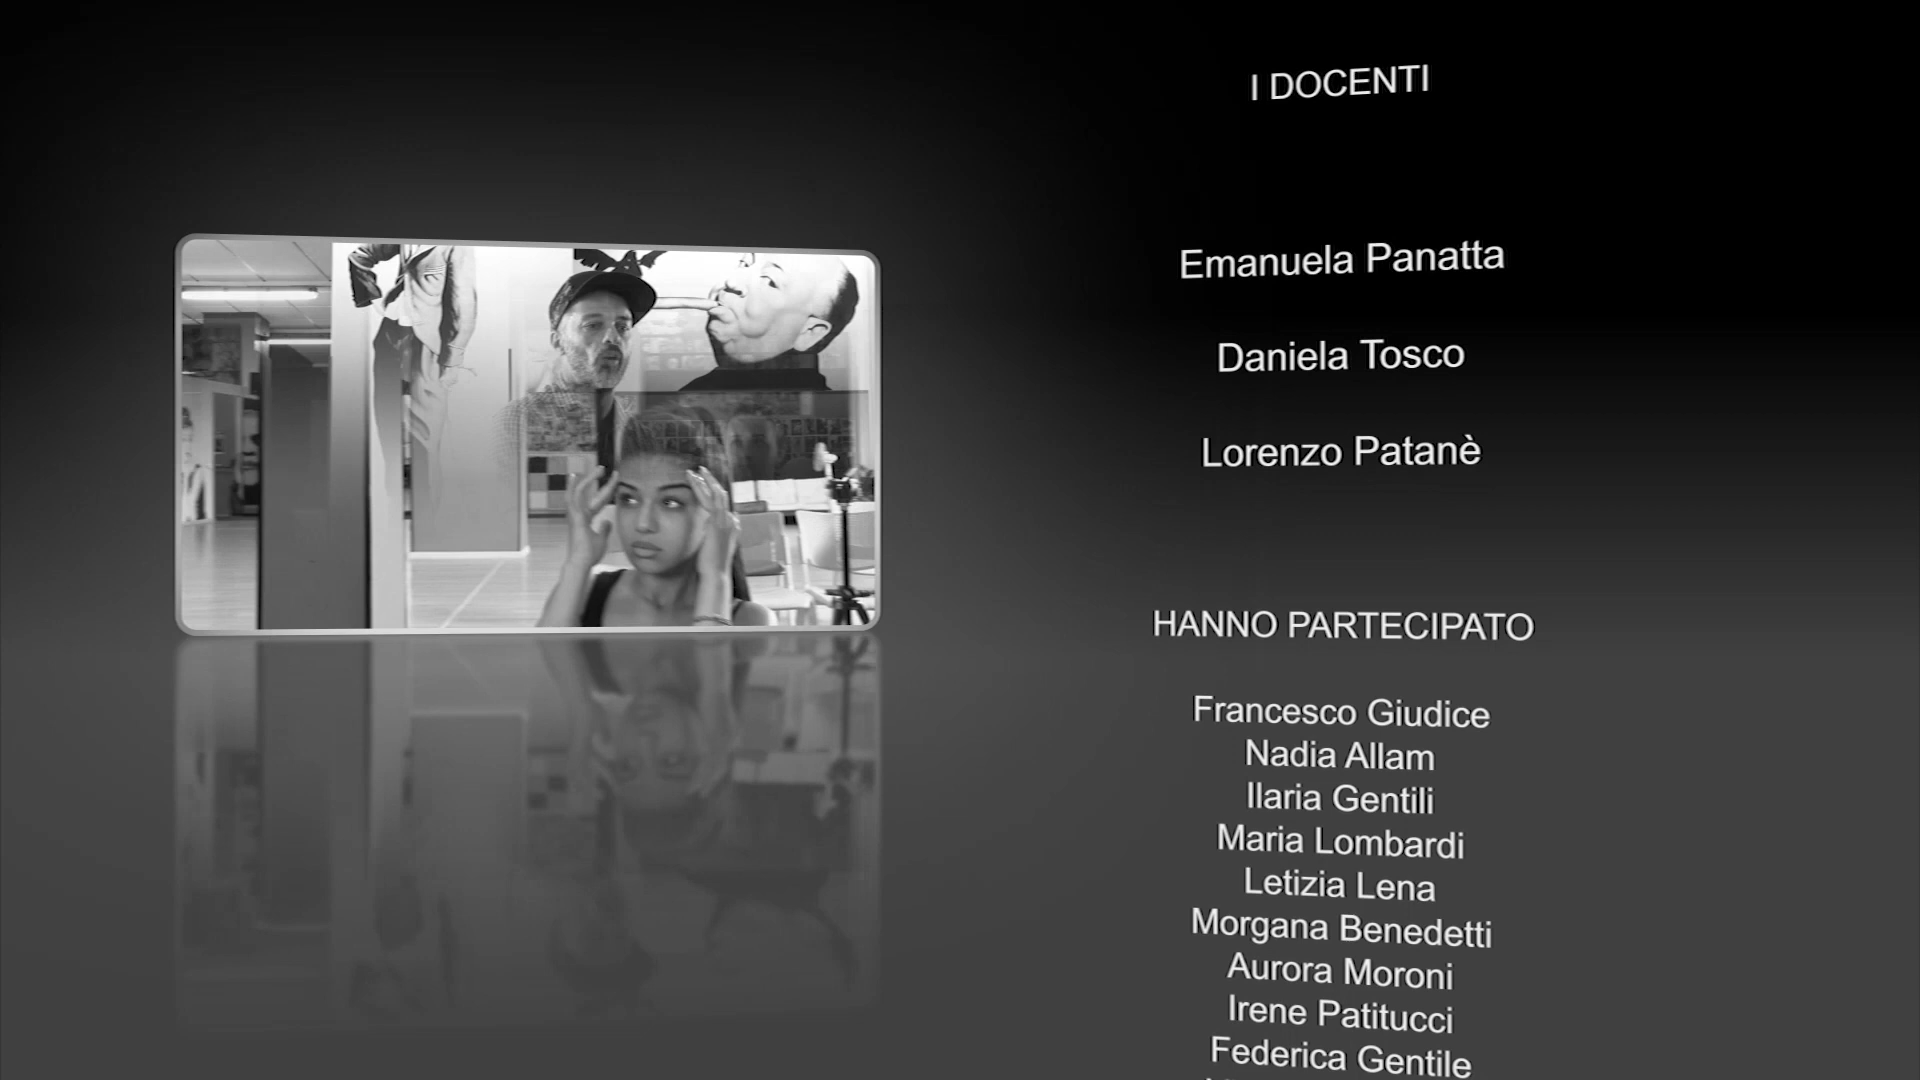 I DOCENTI
Emanuela Panatta
Daniela Tosco
Lorenzo Patanè
HANNO PARTECIPATO
Francesco Giudice
Nadia Allam
Ilaria Gentili
Maria Lombardi
Letizia Lena
Morgana Benedetti
Aurora Moroni
Irene Patitucci
Federica Gentile